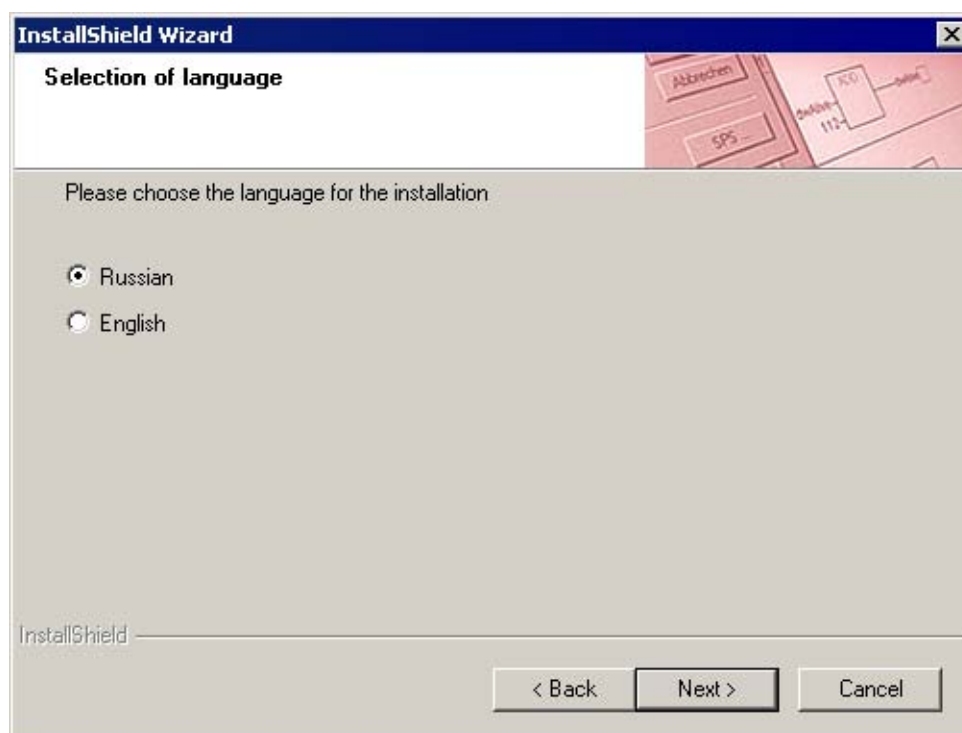 InstallShield Wizard
Selection of language
Abbrechen
SPS ...
112
Please choose the language for the installation
Russian
English
InstallShield
< Back
Next >
Cancel